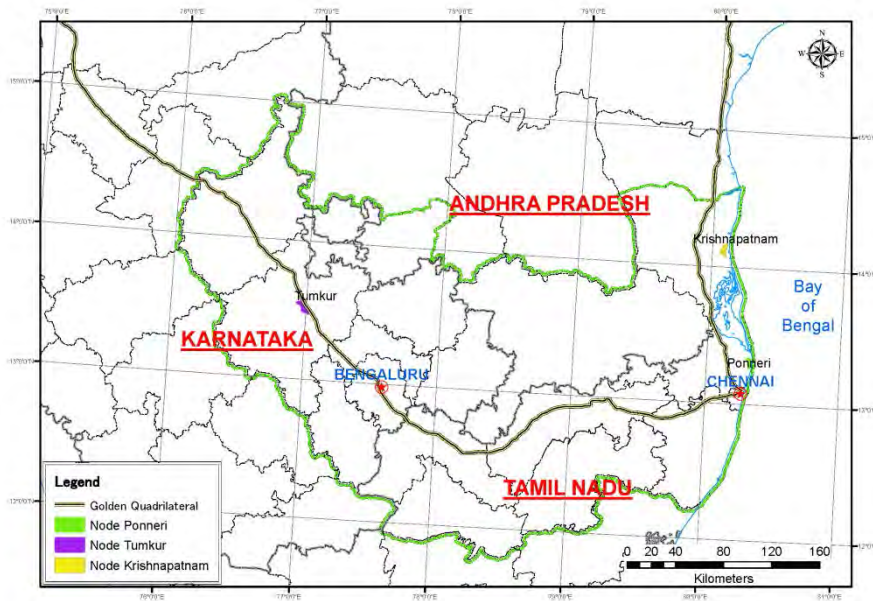 N
W E
S
ANDHRA PRADESH
Krishnapatnam
Bay
of
Bengal
Tumkur
KARNATAKA
BENGALURU
Ponneri
CHENNAI
TAMIL NADU
Legend
Golden Quadrilateral
Node Ponneri
Node Tumkur
Node Krishnapatnam
0 20 40 80 120 160
Kilometers